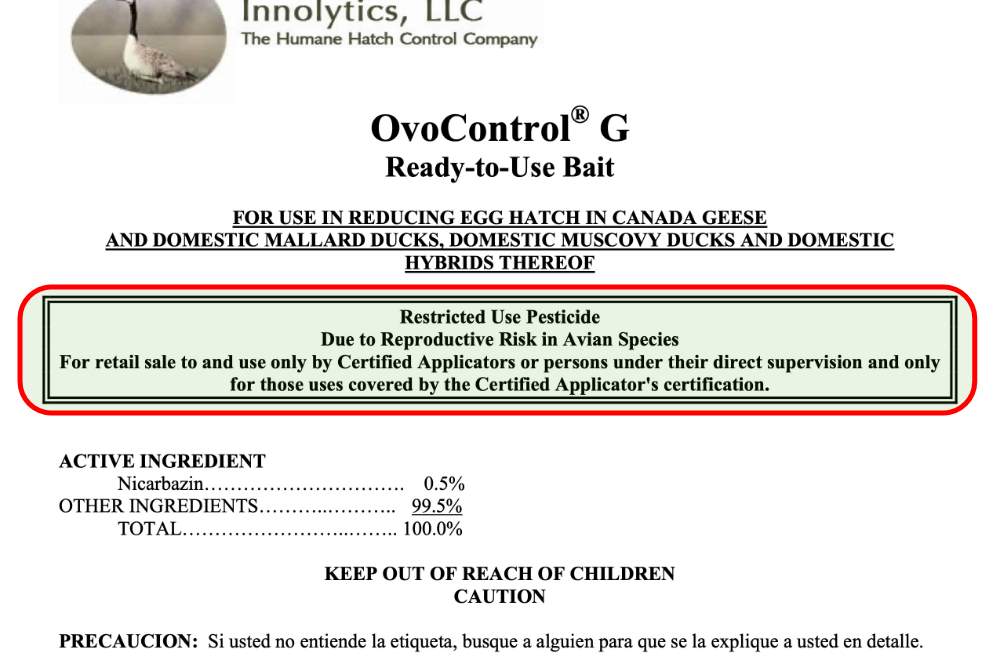 Innolytics, LLC
The Humane Hatch Control Company
OvoControl® G
Ready-to-Use Bait
FOR USE IN REDUCING EGG HATCH IN CANADA GEESE
AND DOMESTIC MALLARD DUCKS, DOMESTIC MUSCOVY DUCKS AND DOMESTIC
HYBRIDS THEREOF
Restricted Use Pesticide
Due to Reproductive Risk in Avian Species
For retail sale to and use only by Certified Applicators or persons under their direct supervision and only
for those uses covered by the Certified Applicator's certification.
ACTIVE INGREDIENT
Nicarbazin…………………………. 0.5%
OTHER INGREDIENTS………..……….. 99.5%
TOTAL…………………..…….. 100.0%
KEEP OUT OF REACH OF CHILDREN
CAUTION
PRECAUCION: Si usted no entiende la etiqueta, busque a alguien para que se la explique a usted en detalle.